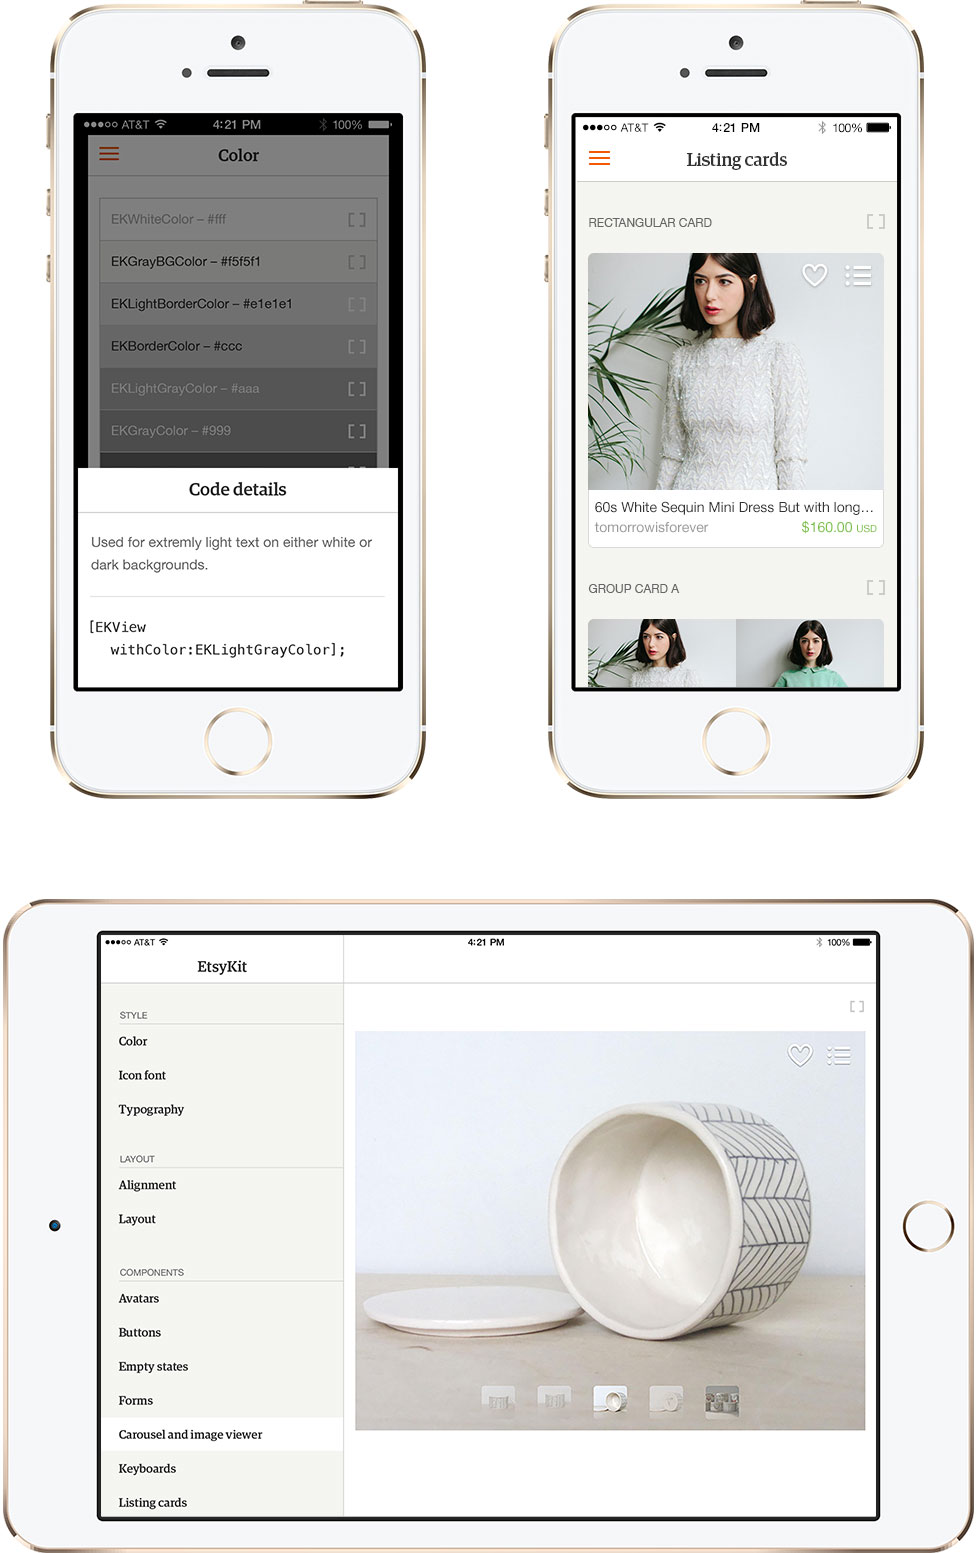 AT&T 4:21 PM 100%
Color
EKWhiteColor – #fff
EKGrayBGColor – #f5f5f1
EKLightBorderColor – #e1e1e1
EKBorderColor – #ccc
EKLightGrayColor – #aaa
EKGrayColor – #999
Code details
Used for extremly light text on either white or
dark backgrounds.
[EKView
withColor:EKLightGrayColor];
AT&T 4:21 PM 100%
Listing cards
RECTANGULAR CARD
60s White Sequin Mini Dress But with long...
tomorrowisforever $160.00 USD
GROUP CARD A
AT&T 4:21 PM 100%
EtsyKit
STYLE
Color
Icon font
Typography
LAYOUT
Alignment
Layout
COMPONENTS
Avatars
Buttons
Empty states
Forms
Carousel and image viewer
Keyboards
Listing cards